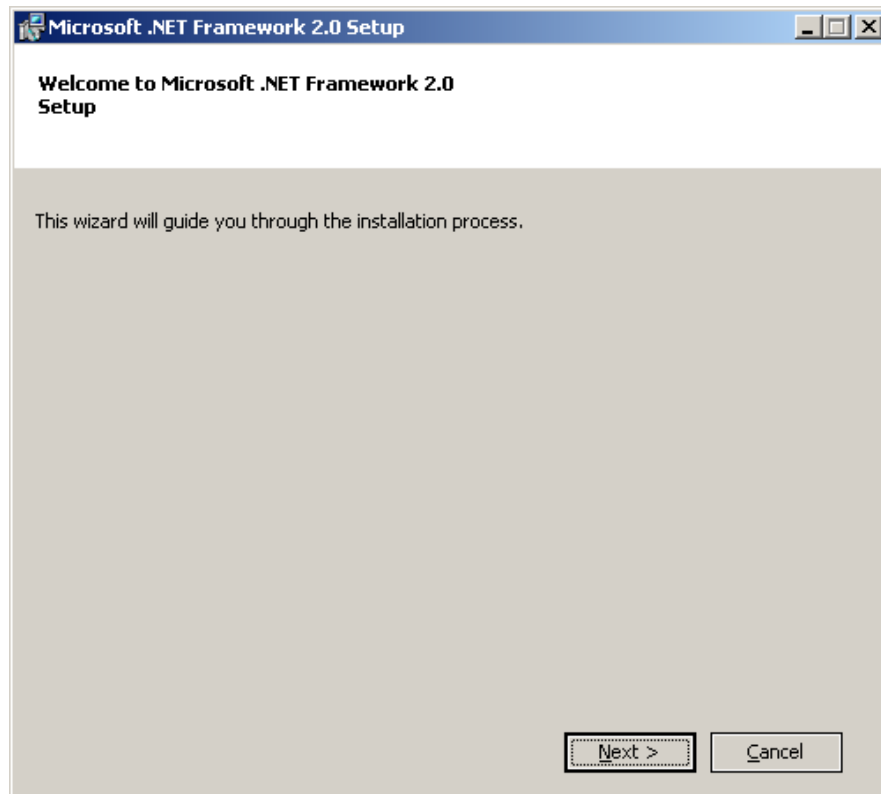 Microsoft .NET Framework 2.0 Setup
Welcome to Microsoft .NET Framework 2.0
Setup
This wizard will guide you through the installation process.
Next >
Cancel